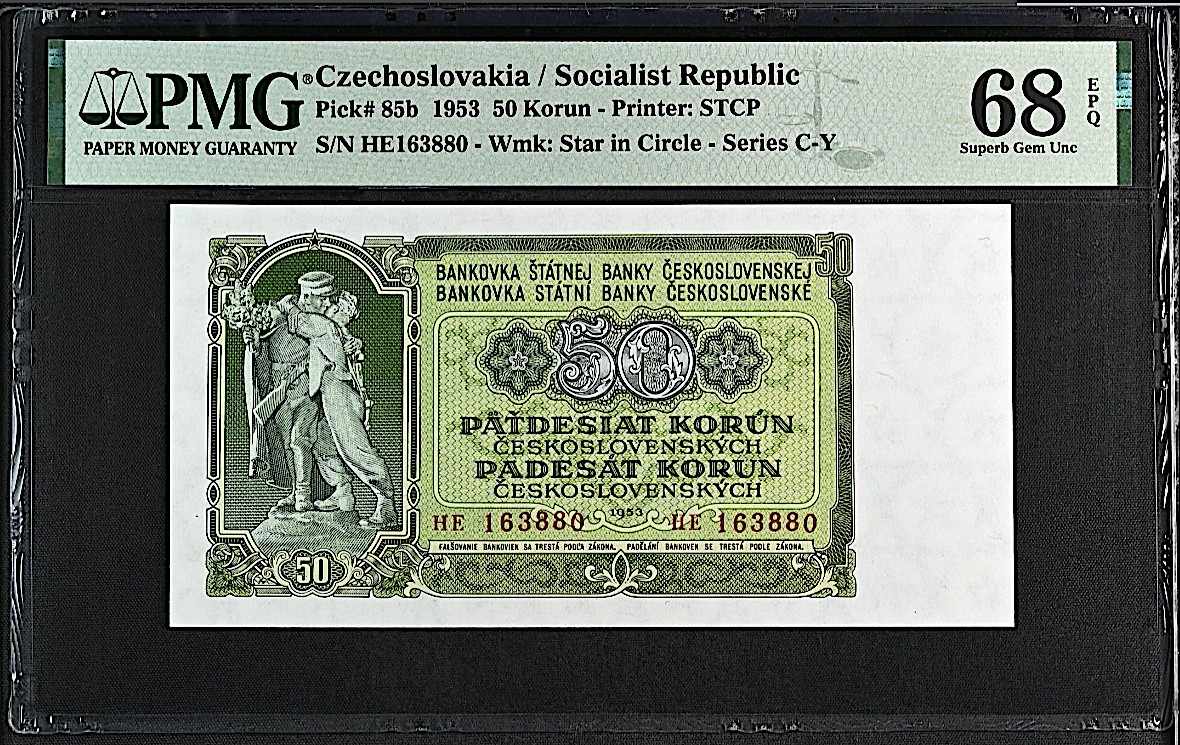 PMG®
PAPER MONEY GUARANTY
Czechoslovakia / Socialist Republic
Pick# 85b 1953 50 Korun - Printer: STCP
S/N HE163880 - Wmk: Star in Circle - Series C-Y
68
EPQ
Superb Gem Unc
50
BANKOVKA ŠTÁTNEJ BANKY ČESKOSLOVENSKEJ
BANKOVKA STÁTNÍ BANKY ČESKOSLOVENSKÉ
50
PÄŤDESIAT KORÚN
ČESKOSLOVENSKÝCH
PADESÁT KORUN
ČESKOSLOVENSKÝCH
1953
HE 163880 HE 163880
FALŠOVANIE BANKOVIEK SA TRESTÁ PODĽA ZÁKONA. PADĚLÁNÍ BANKOVEK SE TRESTÁ PODLE ZÁKONA.
50